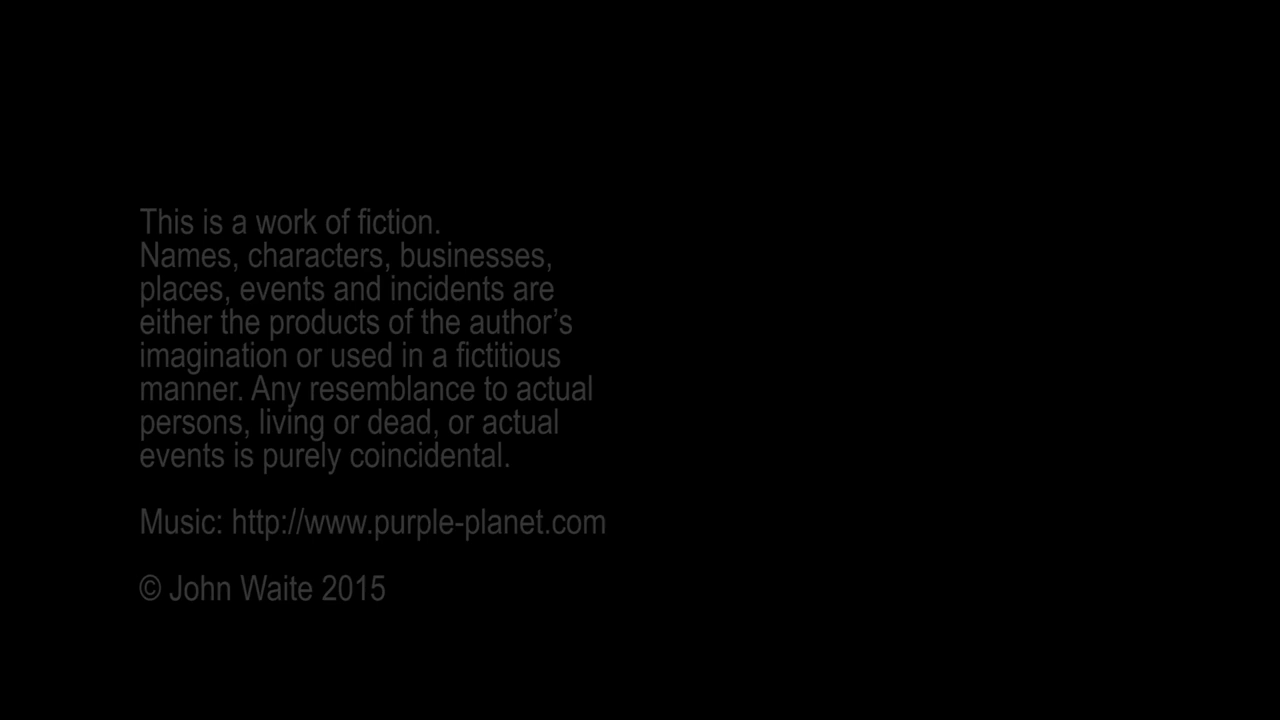 This is a work of fiction.
Names, characters, businesses,
places, events and incidents are
either the products of the author’s
imagination or used in a fictitious
manner. Any resemblance to actual
persons, living or dead, or actual
events is purely coincidental.
Music: http://www.purple-planet.com
© John Waite 2015